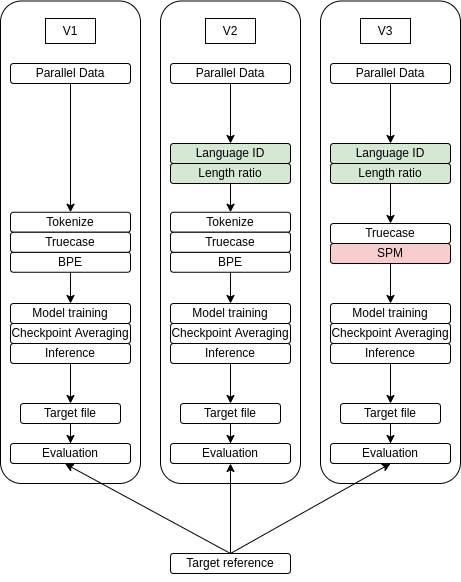 V1
Parallel Data
Tokenize
Truecase
BPE
Model training
Checkpoint Averaging
Inference
Target file
Evaluation
V2
Parallel Data
Language ID
Length ratio
Tokenize
Truecase
BPE
Model training
Checkpoint Averaging
Inference
Target file
Evaluation
V3
Parallel Data
Language ID
Length ratio
Truecase
SPM
Model training
Checkpoint Averaging
Inference
Target file
Evaluation
Target reference